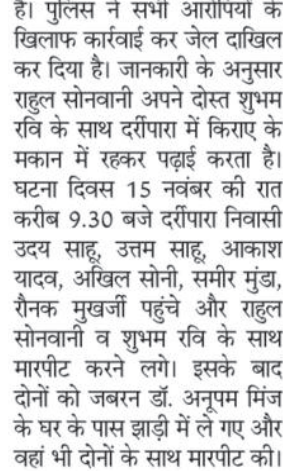 है। पुलिस ने सभी आरोपियों के
खिलाफ कार्रवाई कर जेल दाखिल
कर दिया है। जानकारी के अनुसार
राहुल सोनवानी अपने दोस्त शुभम
रवि के साथ दर्रीपारा में किराए के
मकान में रहकर पढ़ाई करता है।
घटना दिवस 15 नवंबर की रात
करीब 9.30 बजे दर्रीपारा निवासी
उदय साहू, उत्तम साहू, आकाश
यादव, अखिल सोनी, समीर मुंडा,
रौनक मुखर्जी पहुंचे और राहुल
सोनवानी व शुभम रवि के साथ
मारपीट करने लगे। इसके बाद
दोनों को जबरन डॉ. अनूपम मिंज
के घर के पास झाड़ी में ले गए और
वहां भी दोनों के साथ मारपीट की।